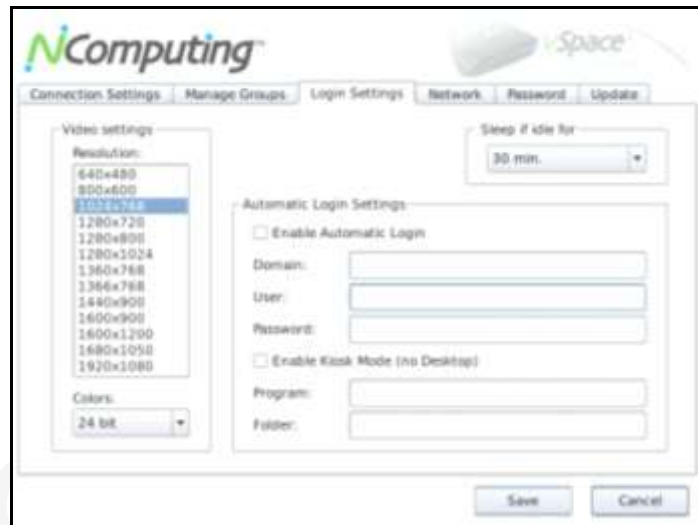 NComputing™
vSpace
Connection Settings
Manage Groups
Login Settings
Network
Password
Update
Video settings
Resolution:
640x480
800x600
1024x768
1280x720
1280x800
1280x1024
1360x768
1366x768
1440x900
1600x900
1600x1200
1680x1050
1920x1080
Colors:
24 bit
Sleep if idle for
30 min.
Automatic Login Settings
Enable Automatic Login
Domain:
User:
Password:
Enable Kiosk Mode (no Desktop)
Program:
Folder:
Save
Cancel